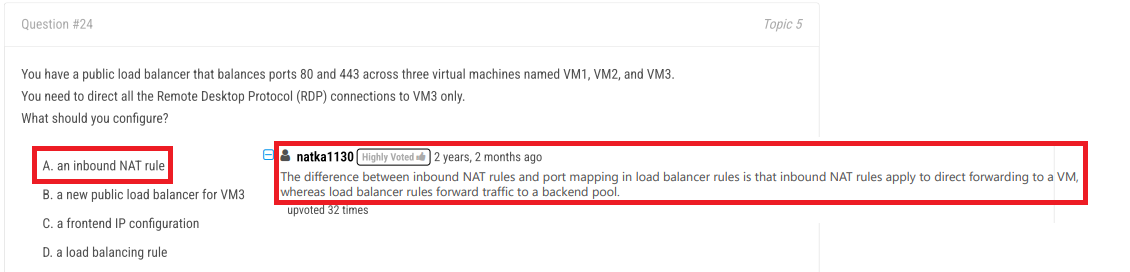 Question #24
Topic 5
You have a public load balancer that balances ports 80 and 443 across three virtual machines named VM1, VM2, and VM3.
You need to direct all the Remote Desktop Protocol (RDP) connections to VM3 only.
What should you configure?
A. an inbound NAT rule
B. a new public load balancer for VM3
C. a frontend IP configuration
D. a load balancing rule
natka1130 Highly Voted 2 years, 2 months ago
The difference between inbound NAT rules and port mapping in load balancer rules is that inbound NAT rules apply to direct forwarding to a VM,
whereas load balancer rules forward traffic to a backend pool.
upvoted 32 times